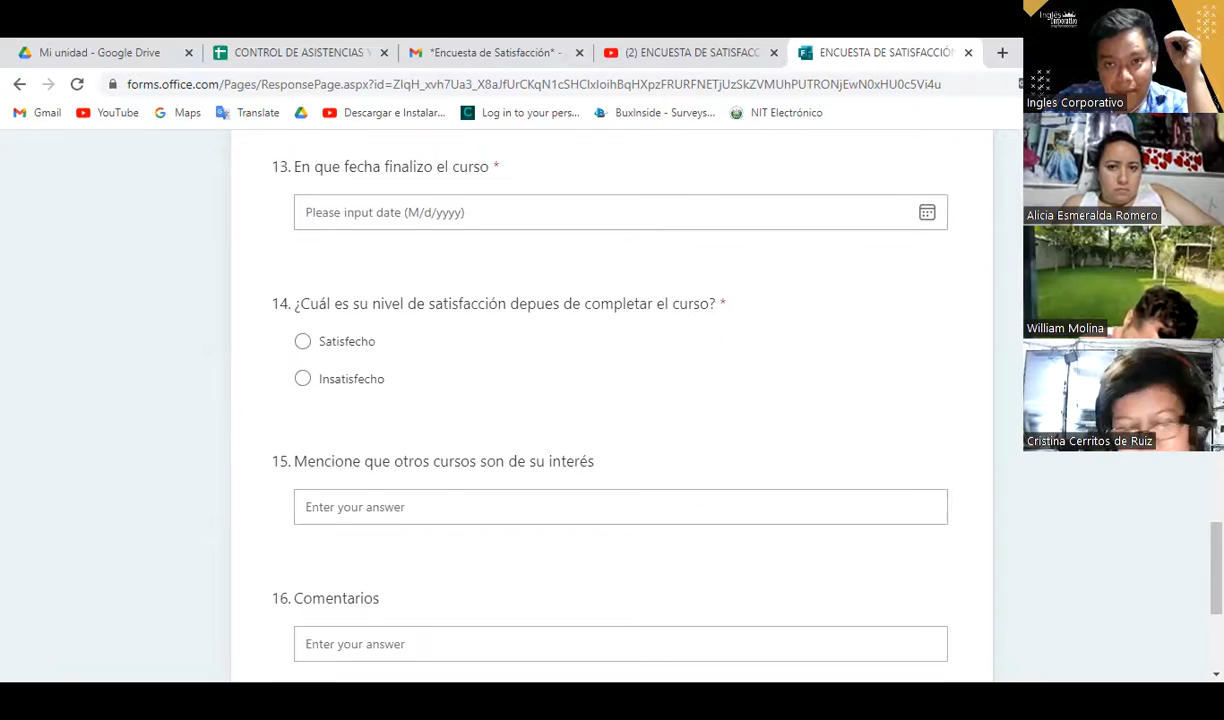 Mi unidad - Google Drive
CONTROL DE ASISTENCIAS Y
*Encuesta de Satisfacción* -
(2) ENCUESTA DE SATISFACC
ENCUESTA DE SATISFACCIÓN
forms.office.com/Pages/ResponsePage.aspx?id=ZIqH_xvh7Ua3_X8aJfUrCKqN1cSHCIxIoihBqHXpzFRURFNETjUzSkZVMUhPUTRONjEwN0xHU0c5Vi4u
Gmail
YouTube
Maps
Translate
Descargar e Instalar...
Log in to your pers...
BuxInside - Surveys...
NIT Electrónico
13. En que fecha finalizo el curso *
Please input date (M/d/yyyy)
14. ¿Cuál es su nivel de satisfacción depues de completar el curso? *
Satisfecho
Insatisfecho
15. Mencione que otros cursos son de su interés
Enter your answer
16. Comentarios
Enter your answer
Inglés
Corporativo
Ingles Corporativo
Alicia Esmeralda Romero
William Molina
Cristina Cerritos de Ruiz